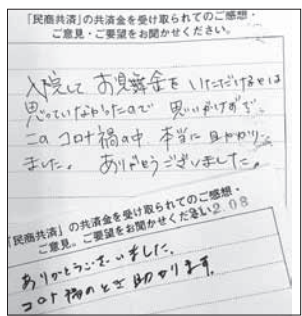 「民商共済」の共済金を受け取られてのご感想・
ご意見・ご要望をお聞かせください。
入院して お見舞金を いただけるとは
思っていなかったので 思いがけず
この コロナ禍の中、本当に 助かり
ました。 ありがとうございました。
「民商共済」の共済金を受け取られてのご感想・
ご意見。ご要望をお聞かせください
2.08
ありがとうございました。
コロナ禍のとき助かります。